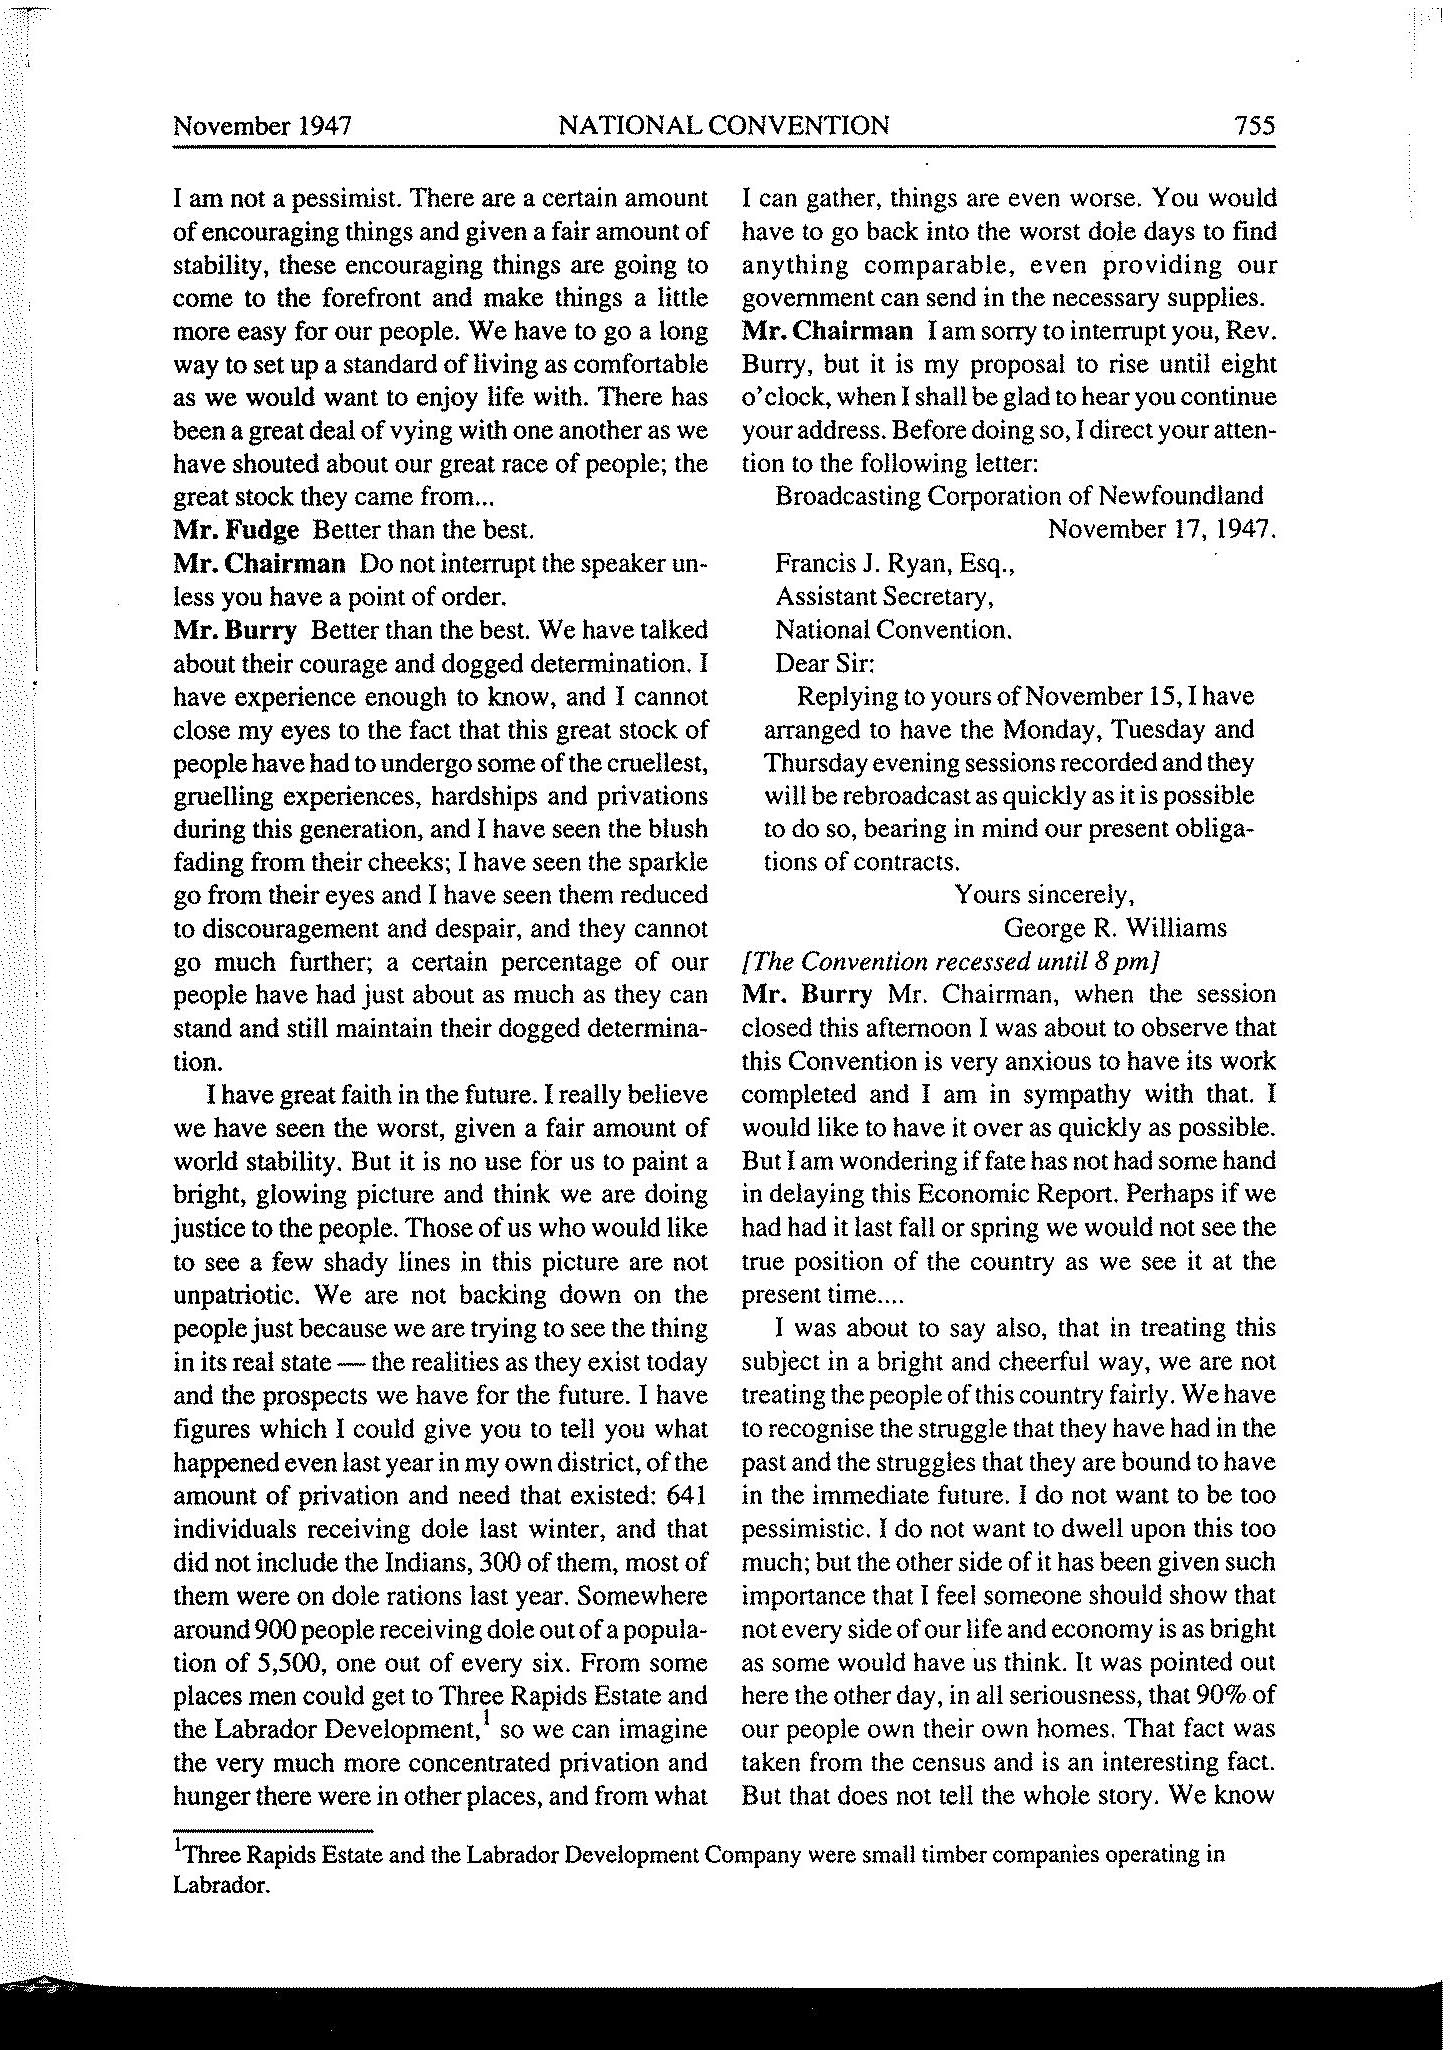 November 1947 NATIONAL CONVENTION 755
I am not a pessimist. There are a certain amount
of encouraging things and given a fair amount of
stability, these encouraging things are going to
come to the forefront and make things a little
more easy for our people. We have to go a long
way to set up a standard of living as comfortable
as we would want to enjoy life with. There has
been a great deal of vying with one another as we
have shouted about our great race of people; the
great stock they came from...
Mr. Fudge Better than the best.
Mr. Chairman Do not interrupt the speaker un-
less you have a point of order.
Mr. Burry Better than the best. We have talked
about their courage and dogged determination. I
have experience enough to know, and I cannot
close my eyes to the fact that this great stock of
people have had to undergo some of the cruellest,
gruelling experiences, hardships and privations
during this generation, and I have seen the blush
fading from their cheeks; I have seen the sparkle
go from their eyes and I have seen them reduced
to discouragement and despair, and they cannot
go much further; a certain percentage of our
people have had just about as much as they can
stand and still maintain their dogged determina-
tion.
I have great faith in the future. I really believe
we have seen the worst, given a fair amount of
world stability. But it is no use for us to paint a
bright, glowing picture and think we are doing
justice to the people. Those of us who would like
to see a few shady lines in this picture are not
unpatriotic. We are not backing down on the
people just because we are trying to see the thing
in its real state — the realities as they exist today
and the prospects we have for the future. I have
figures which I could give you to tell you what
happened even last year in my own district, of the
amount of privation and need that existed: 641
individuals receiving dole last winter, and that
did not include the Indians, 300 of them, most of
them were on dole rations last year. Somewhere
around 900 people receiving dole out of a popula-
tion of 5,500, one out of every six. From some
places men could get to Three Rapids Estate and
the Labrador Development,¹ so we can imagine
the very much more concentrated privation and
hunger there were in other places, and from what
I can gather, things are even worse. You would
have to go back into the worst dole days to find
anything comparable, even providing our
government can send in the necessary supplies.
Mr. Chairman I am sorry to interrupt you, Rev.
Burry, but it is my proposal to rise until eight
o'clock, when I shall be glad to hear you continue
your address. Before doing so, I direct your atten-
tion to the following letter:
Broadcasting Corporation of Newfoundland
November 17, 1947.
Francis J. Ryan, Esq.,
Assistant Secretary,
National Convention.
Dear Sir:
Replying to yours of November 15, I have
arranged to have the Monday, Tuesday and
Thursday evening sessions recorded and they
will be rebroadcast as quickly as it is possible
to do so, bearing in mind our present obliga-
tions of contracts.
Yours sincerely,
George R. Williams
[The Convention recessed until 8 pm]
Mr. Burry Mr. Chairman, when the session
closed this afternoon I was about to observe that
this Convention is very anxious to have its work
completed and I am in sympathy with that. I
would like to have it over as quickly as possible.
But I am wondering if fate has not had some hand
in delaying this Economic Report. Perhaps if we
had had it last fall or spring we would not see the
true position of the country as we see it at the
present time....
I was about to say also, that in treating this
subject in a bright and cheerful way, we are not
treating the people of this country fairly. We have
to recognise the struggle that they have had in the
past and the struggles that they are bound to have
in the immediate future. I do not want to be too
pessimistic. I do not want to dwell upon this too
much; but the other side of it has been given such
importance that I feel someone should show that
not every side of our life and economy is as bright
as some would have us think. It was pointed out
here the other day, in all seriousness, that 90% of
our people own their own homes. That fact was
taken from the census and is an interesting fact.
But that does not tell the whole story. We know
¹Three Rapids Estate and the Labrador Development Company were small timber companies operating in
Labrador.